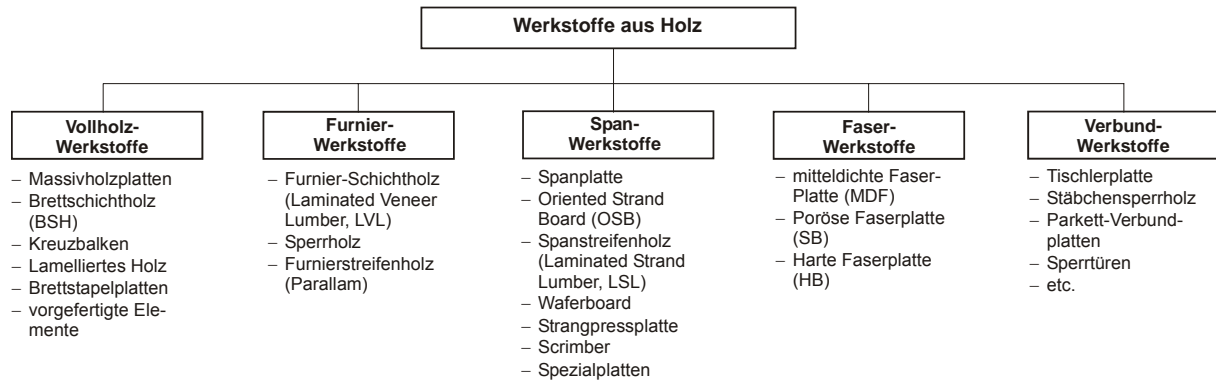 Werkstoffe aus Holz
Vollholz-
Werkstoffe
– Massivholzplatten
– Brettschichtholz
(BSH)
– Kreuzbalken
– Lamelliertes Holz
– Brettstapelplatten
– vorgefertigte Ele-
mente
Furnier-
Werkstoffe
– Furnier-Schichtholz
(Laminated Veneer
Lumber, LVL)
– Sperrholz
– Furnierstreifenholz
(Parallam)
Span-
Werkstoffe
– Spanplatte
– Oriented Strand
Board (OSB)
– Spanstreifenholz
(Laminated Strand
Lumber, LSL)
– Waferboard
– Strangpressplatte
– Scrimber
– Spezialplatten
Faser-
Werkstoffe
– mitteldichte Faser-
Platte (MDF)
– Poröse Faserplatte
(SB)
– Harte Faserplatte
(HB)
Verbund-
Werkstoffe
– Tischlerplatte
– Stäbchensperrholz
– Parkett-Verbund-
platten
– Sperrtüren
– etc.